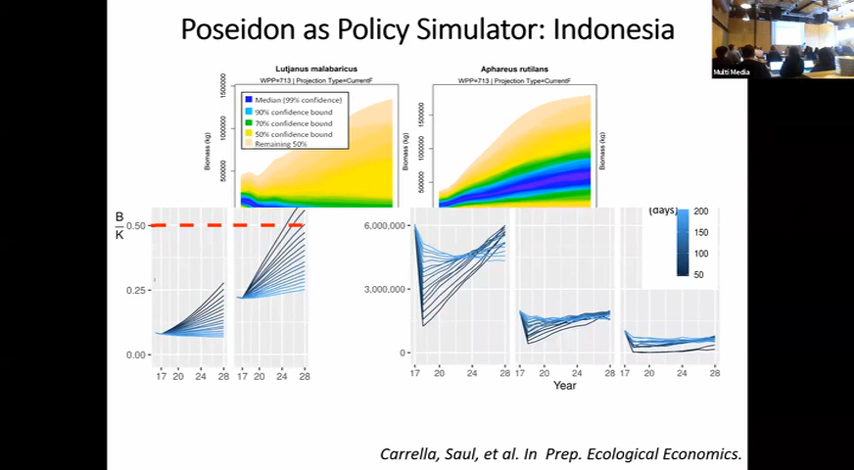 Poseidon as Policy Simulator: Indonesia
Multi Media
Lutjanus malabaricus
WPP=713 | Projection Type=CurrentF
Biomass (kg)
1500000
1000000
500000
Median (99% confidence)
90% confidence bound
70% confidence bound
50% confidence bound
Remaining 50%
Aphareus rutilans
WPP=713 | Projection Type=CurrentF
Biomass (kg)
1500000
1000000
500000
Biomass (kg)
B
K
0.50
0.25
0.00
17 20 24 28
17 20 24 28
6,000,000
3,000,000
0
17 20 24 28
17 20 24 28
17 20 24 28
Year
(days)
200
150
100
50
Carrella, Saul, et al. In Prep. Ecological Economics.